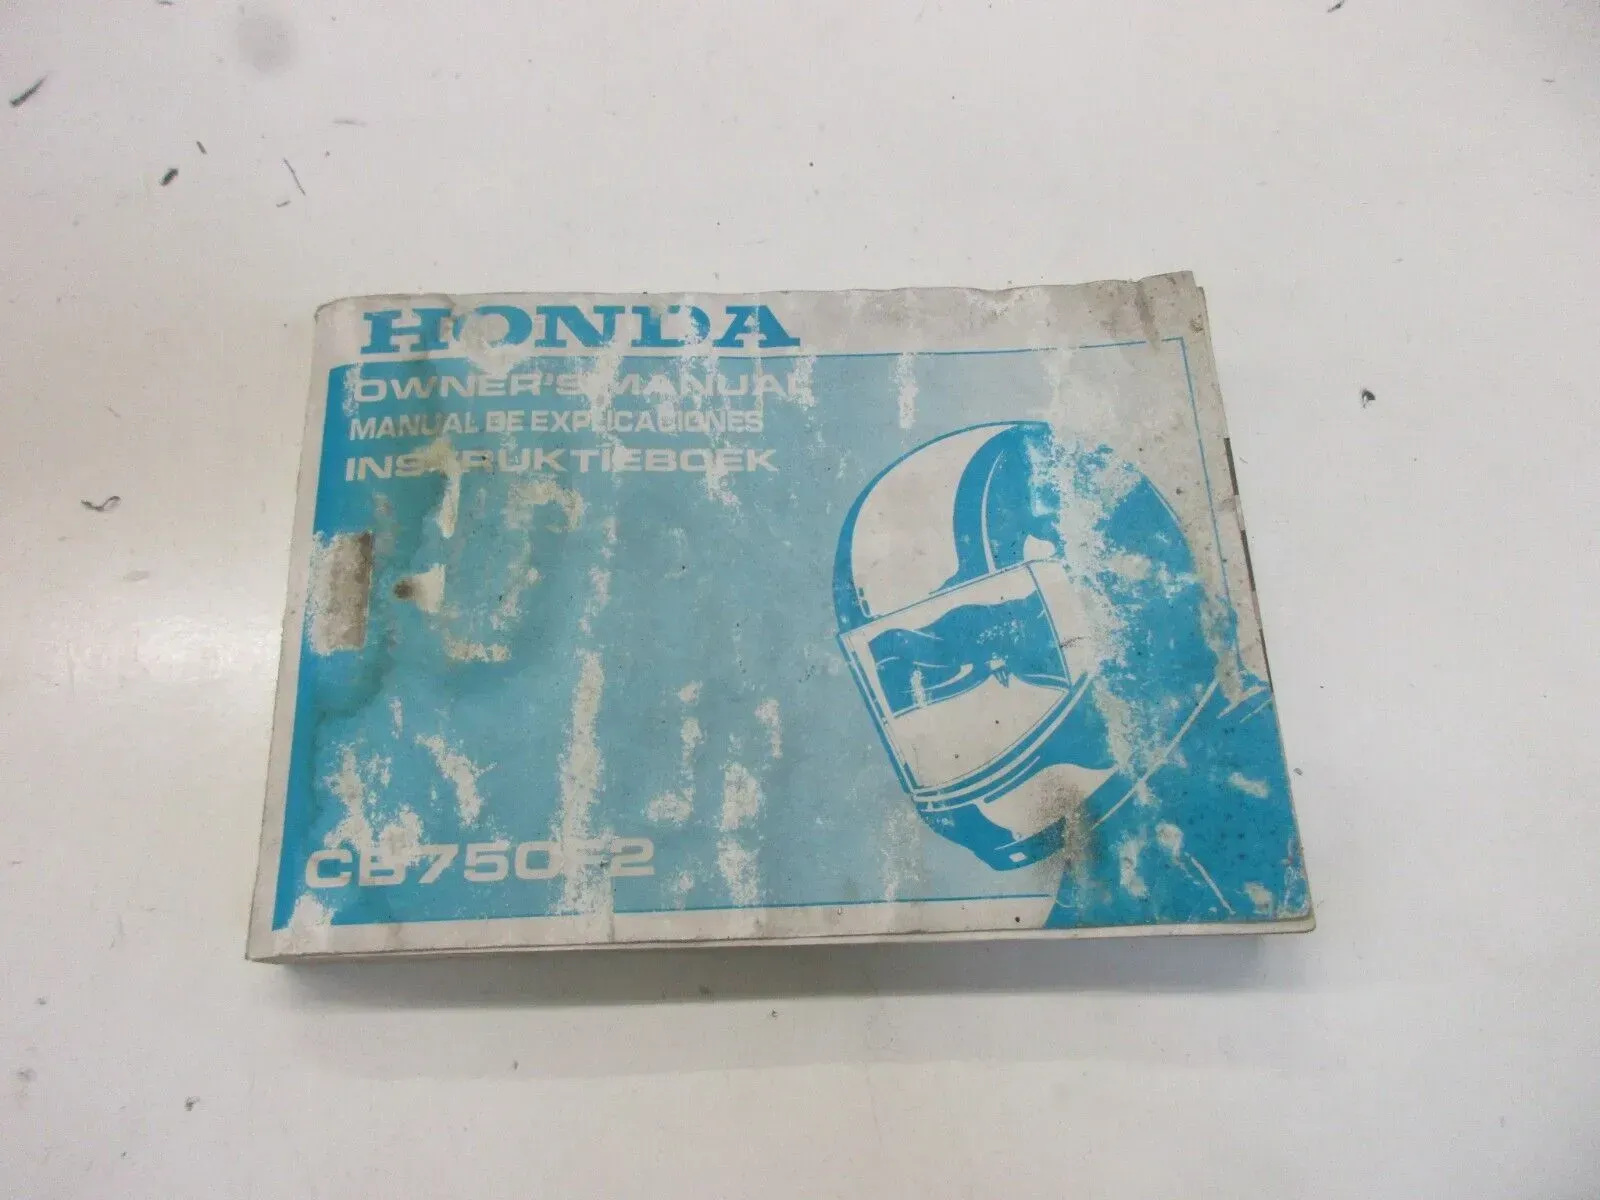 HONDA
OWNER'S MANUAL
MANUAL DE EXPLICACIONES
INSTRUKTIEBOEK
CB750F2